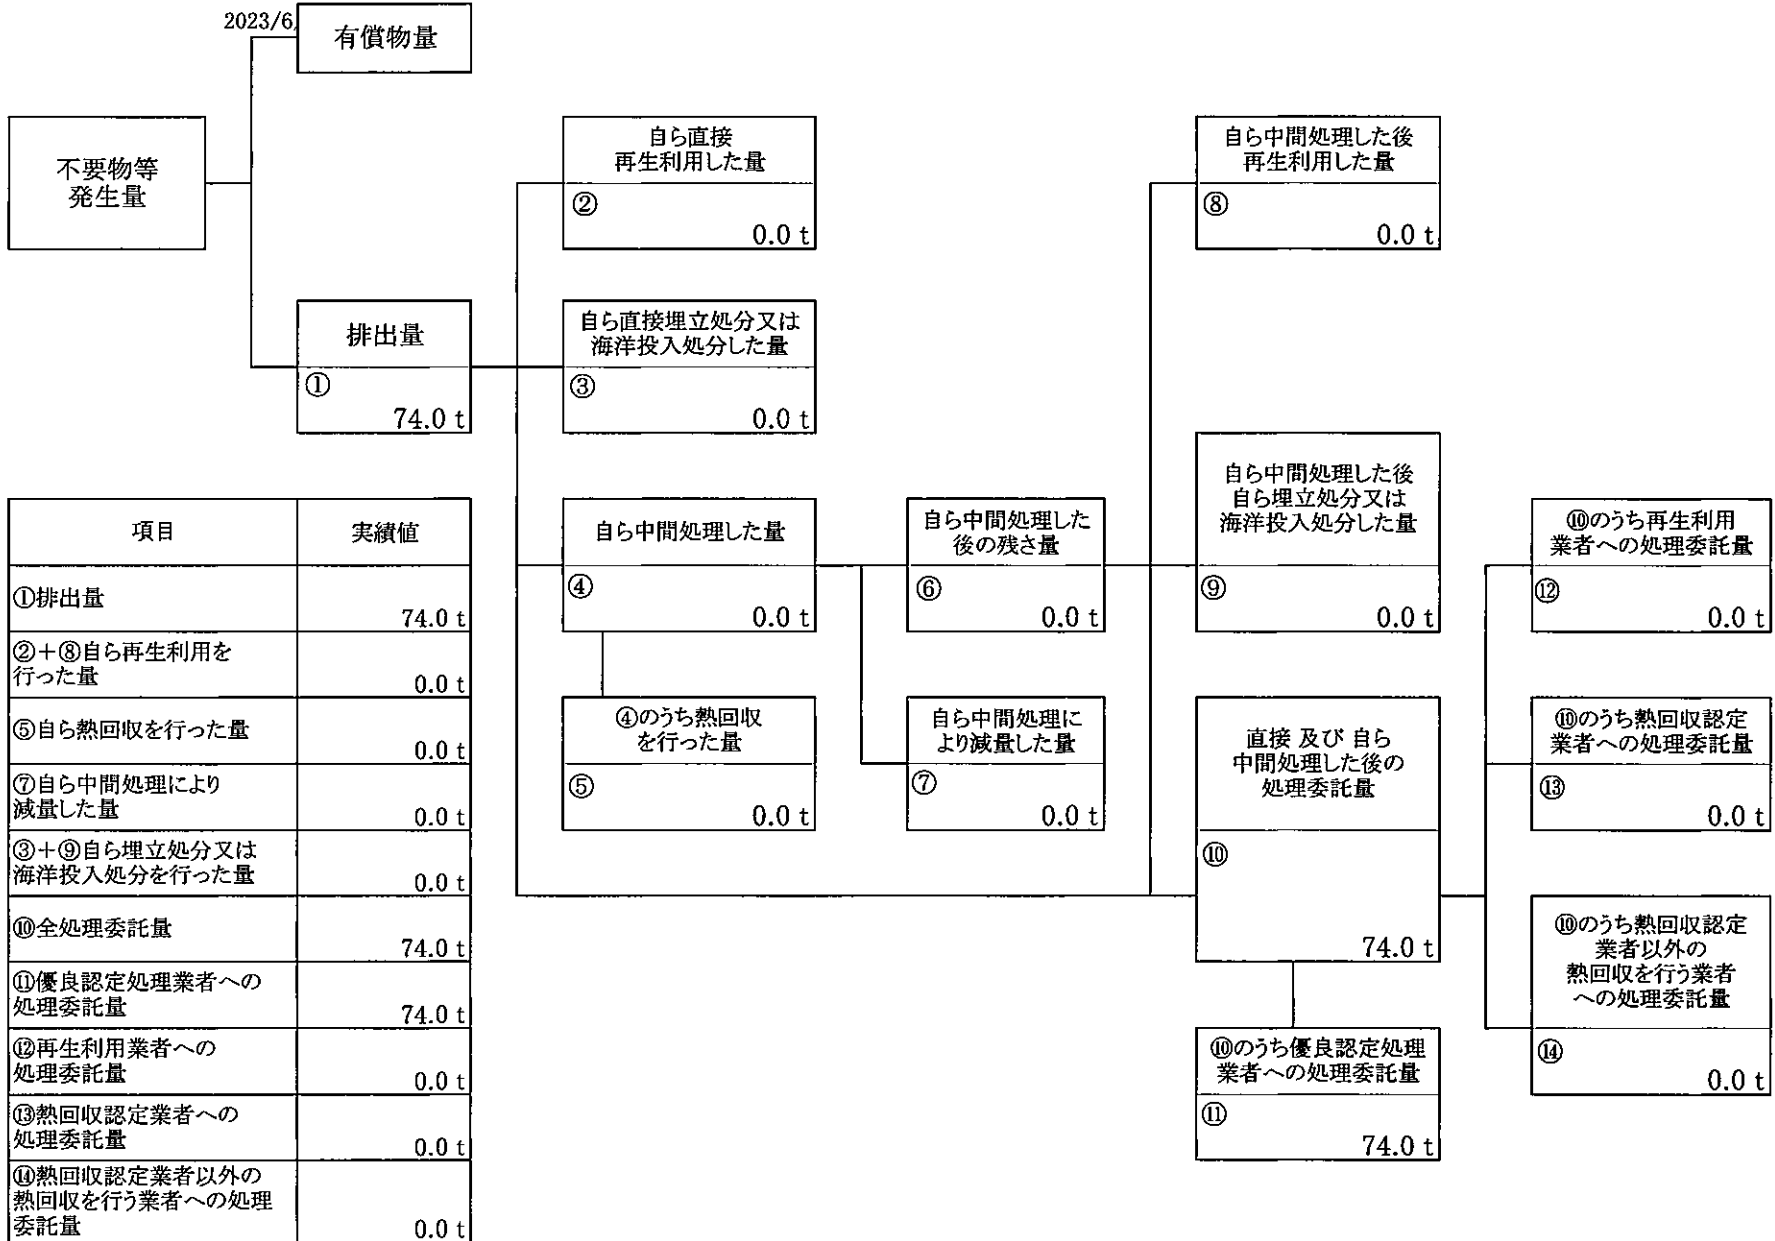 2023/6
有償物量
不要物等
発生量
自ら直接
再生利用した量
②
0.0 t
自ら中間処理した後
再生利用した量
⑧
0.0 t
排出量
①
74.0 t
自ら直接埋立処分又は
海洋投入処分した量
③
0.0 t
自ら中間処理した量
④
0.0 t
自ら中間処理した
後の残さ量
⑥
0.0 t
自ら中間処理した後
自ら埋立処分又は
海洋投入処分した量
⑨
0.0 t
⑩のうち再生利用
業者への処理委託量
⑫
0.0 t
④のうち熱回収
を行った量
⑤
0.0 t
自ら中間処理に
より減量した量
⑦
0.0 t
直接 及び 自ら
中間処理した後の
処理委託量
⑩
74.0 t
⑩のうち熱回収認定
業者への処理委託量
⑬
0.0 t
⑩のうち熱回収認定
業者以外の
熱回収を行う業者
への処理委託量
⑭
0.0 t
⑩のうち優良認定処理
業者への処理委託量
⑪
74.0 t
項目 実績値
①排出量
74.0 t
②+⑧自ら再生利用を
行った量
0.0 t
⑤自ら熱回収を行った量
0.0 t
⑦自ら中間処理により
減量した量
0.0 t
③+⑨自ら埋立処分又は
海洋投入処分を行った量
0.0 t
⑩全処理委託量
74.0 t
⑪優良認定処理業者への
処理委託量
74.0 t
⑫再生利用業者への
処理委託量
0.0 t
⑬熱回収認定業者への
処理委託量
0.0 t
⑭熱回収認定業者以外の
熱回収を行う業者への処理
委託量
0.0 t